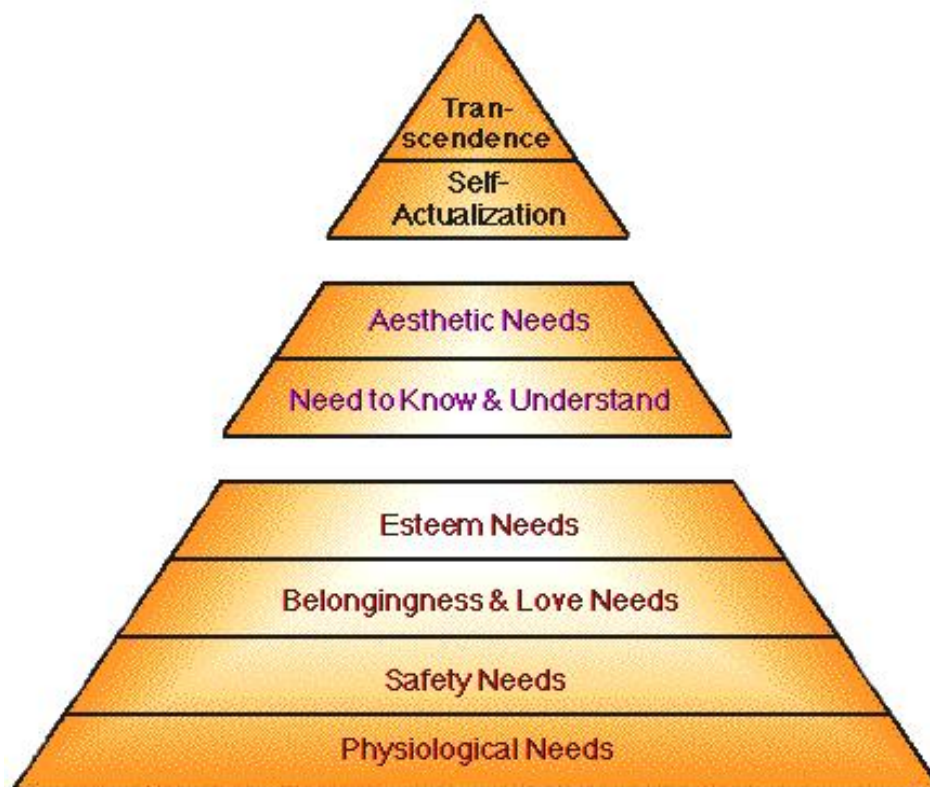 Tran-
scendence
Self-
Actualization
Aesthetic Needs
Need to Know & Understand
Esteem Needs
Belongingness & Love Needs
Safety Needs
Physiological Needs